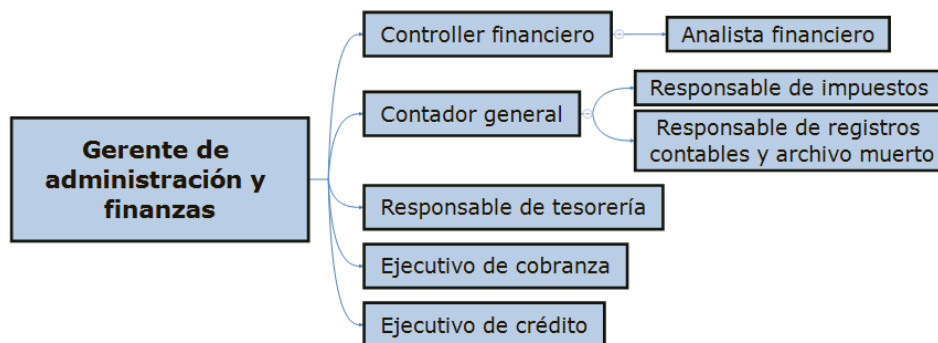 Gerente de
administración y
finanzas
Controller financiero
Analista financiero
Contador general
Responsable de impuestos
Responsable de registros
contables y archivo muerto
Responsable de tesorería
Ejecutivo de cobranza
Ejecutivo de crédito